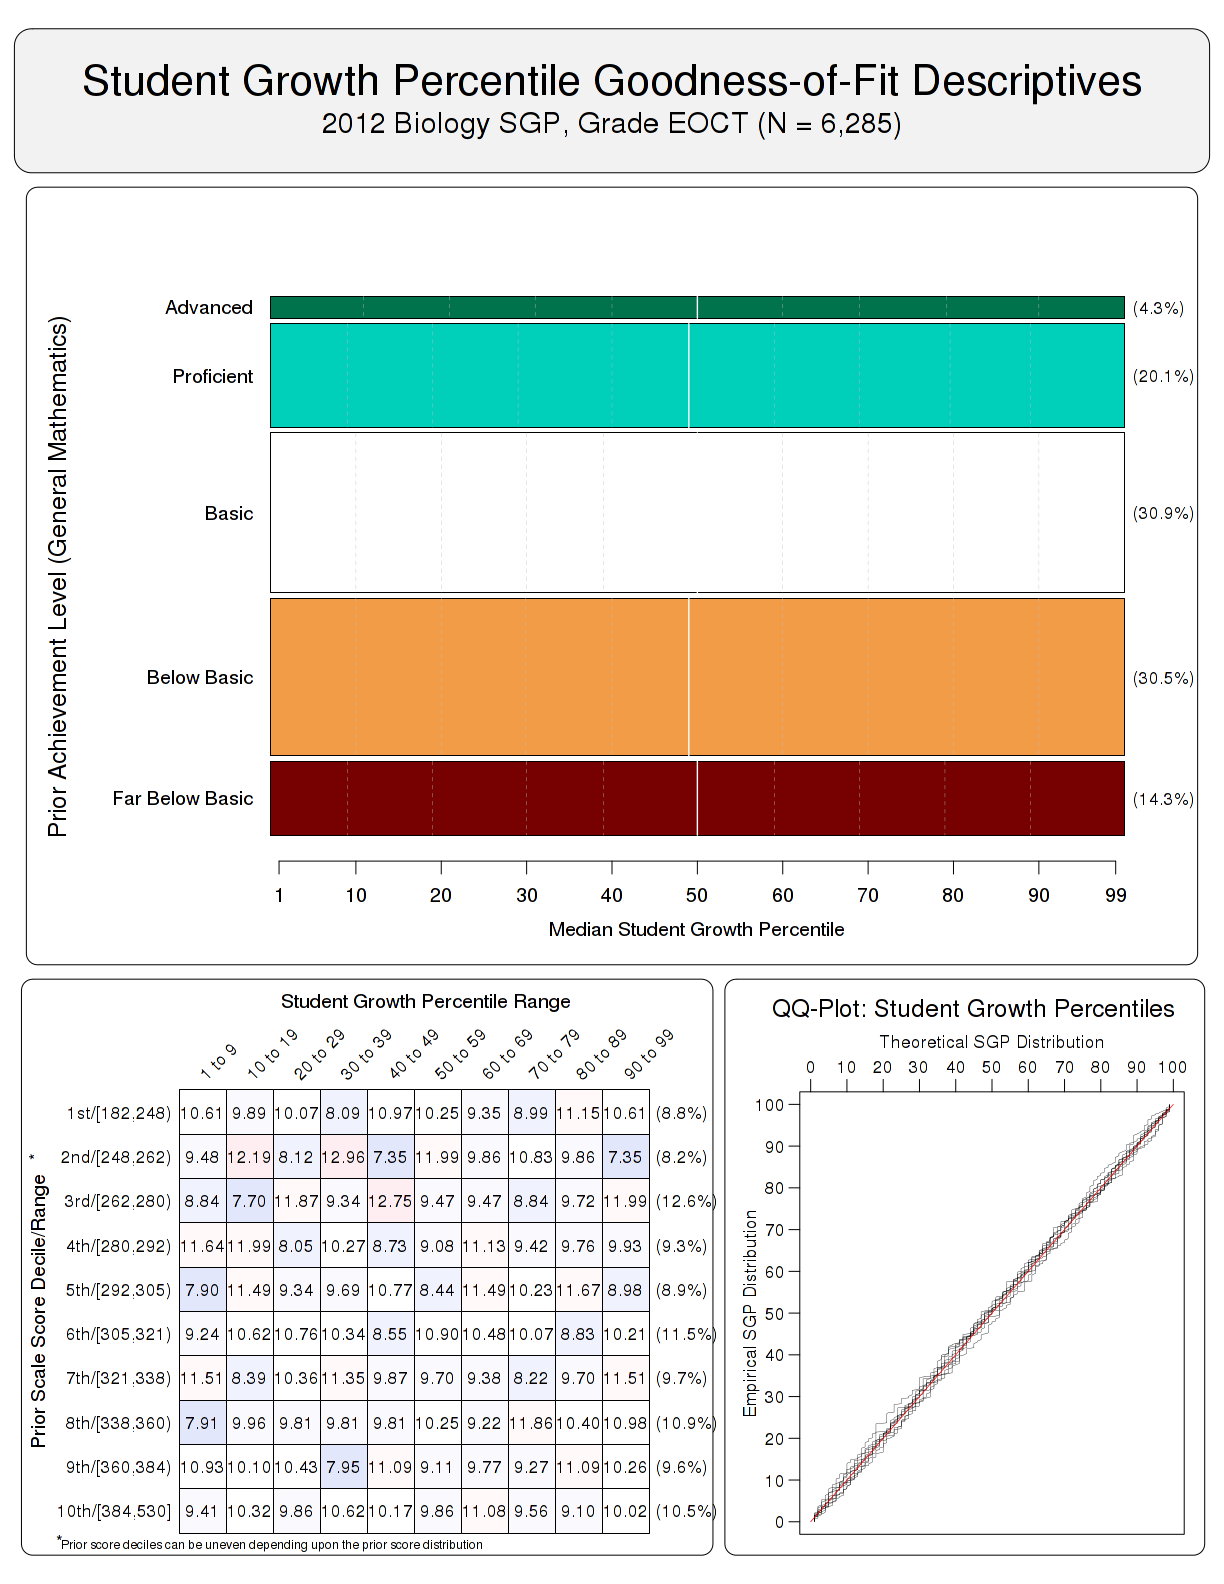 Student Growth Percentile Goodness-of-Fit Descriptives
2012 Biology SGP, Grade EOCT (N = 6,285)
Prior Achievement Level (General Mathematics)
Advanced (4.3%)
Proficient (20.1%)
Basic (30.9%)
Below Basic (30.5%)
Far Below Basic (14.3%)
1 10 20 30 40 50 60 70 80 90 99
Median Student Growth Percentile
Student Growth Percentile Range
1 to 9 10 to 19 20 to 29 30 to 39 40 to 49 50 to 59 60 to 69 70 to 79 80 to 89 90 to 99
Prior Scale Score Decile/Range *
1st/[182,248) 10.61 9.89 10.07 8.09 10.97 10.25 9.35 8.99 11.15 10.61 (8.8%)
2nd/[248,262) 9.48 12.19 8.12 12.96 7.35 11.99 9.86 10.83 9.86 7.35 (8.2%)
3rd/[262,280) 8.84 7.70 11.87 9.34 12.75 9.47 9.47 8.84 9.72 11.99 (12.6%)
4th/[280,292) 11.64 11.99 8.05 10.27 8.73 9.08 11.13 9.42 9.76 9.93 (9.3%)
5th/[292,305) 7.90 11.49 9.34 9.69 10.77 8.44 11.49 10.23 11.67 8.98 (8.9%)
6th/[305,321) 9.24 10.62 10.76 10.34 8.55 10.90 10.48 10.07 8.83 10.21 (11.5%)
7th/[321,338) 11.51 8.39 10.36 11.35 9.87 9.70 9.38 8.22 9.70 11.51 (9.7%)
8th/[338,360) 7.91 9.96 9.81 9.81 9.81 10.25 9.22 11.86 10.40 10.98 (10.9%)
9th/[360,384) 10.93 10.10 10.43 7.95 11.09 9.11 9.77 9.27 11.09 10.26 (9.6%)
10th/[384,530] 9.41 10.32 9.86 10.62 10.17 9.86 11.08 9.56 9.10 10.02 (10.5%)
*Prior score deciles can be uneven depending upon the prior score distribution
QQ-Plot: Student Growth Percentiles
Theoretical SGP Distribution
0 10 20 30 40 50 60 70 80 90 100
Empirical SGP Distribution
100
90
80
70
60
50
40
30
20
10
0